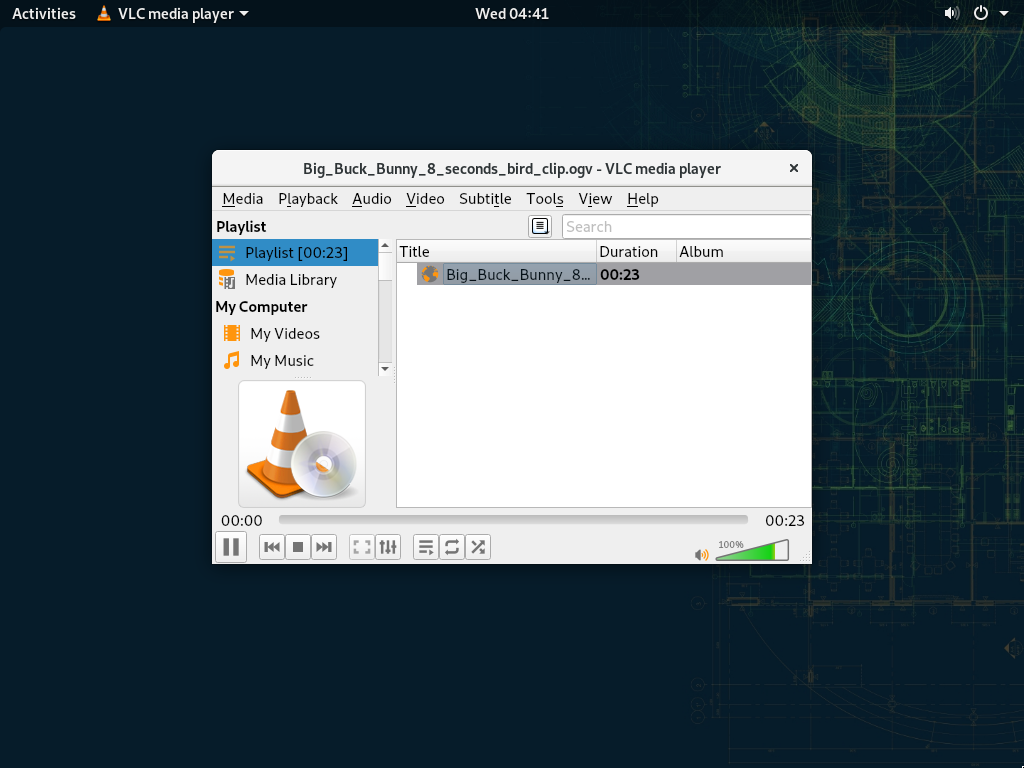 Activities VLC media player Wed 04:41
Big_Buck_Bunny_8_seconds_bird_clip.ogv - VLC media player
Media Playback Audio Video Subtitle Tools View Help
Playlist Search
Playlist [00:23] Title Duration Album
Big_Buck_Bunny_8... 00:23
Media Library
My Computer
My Videos
My Music
00:00 00:23
100%